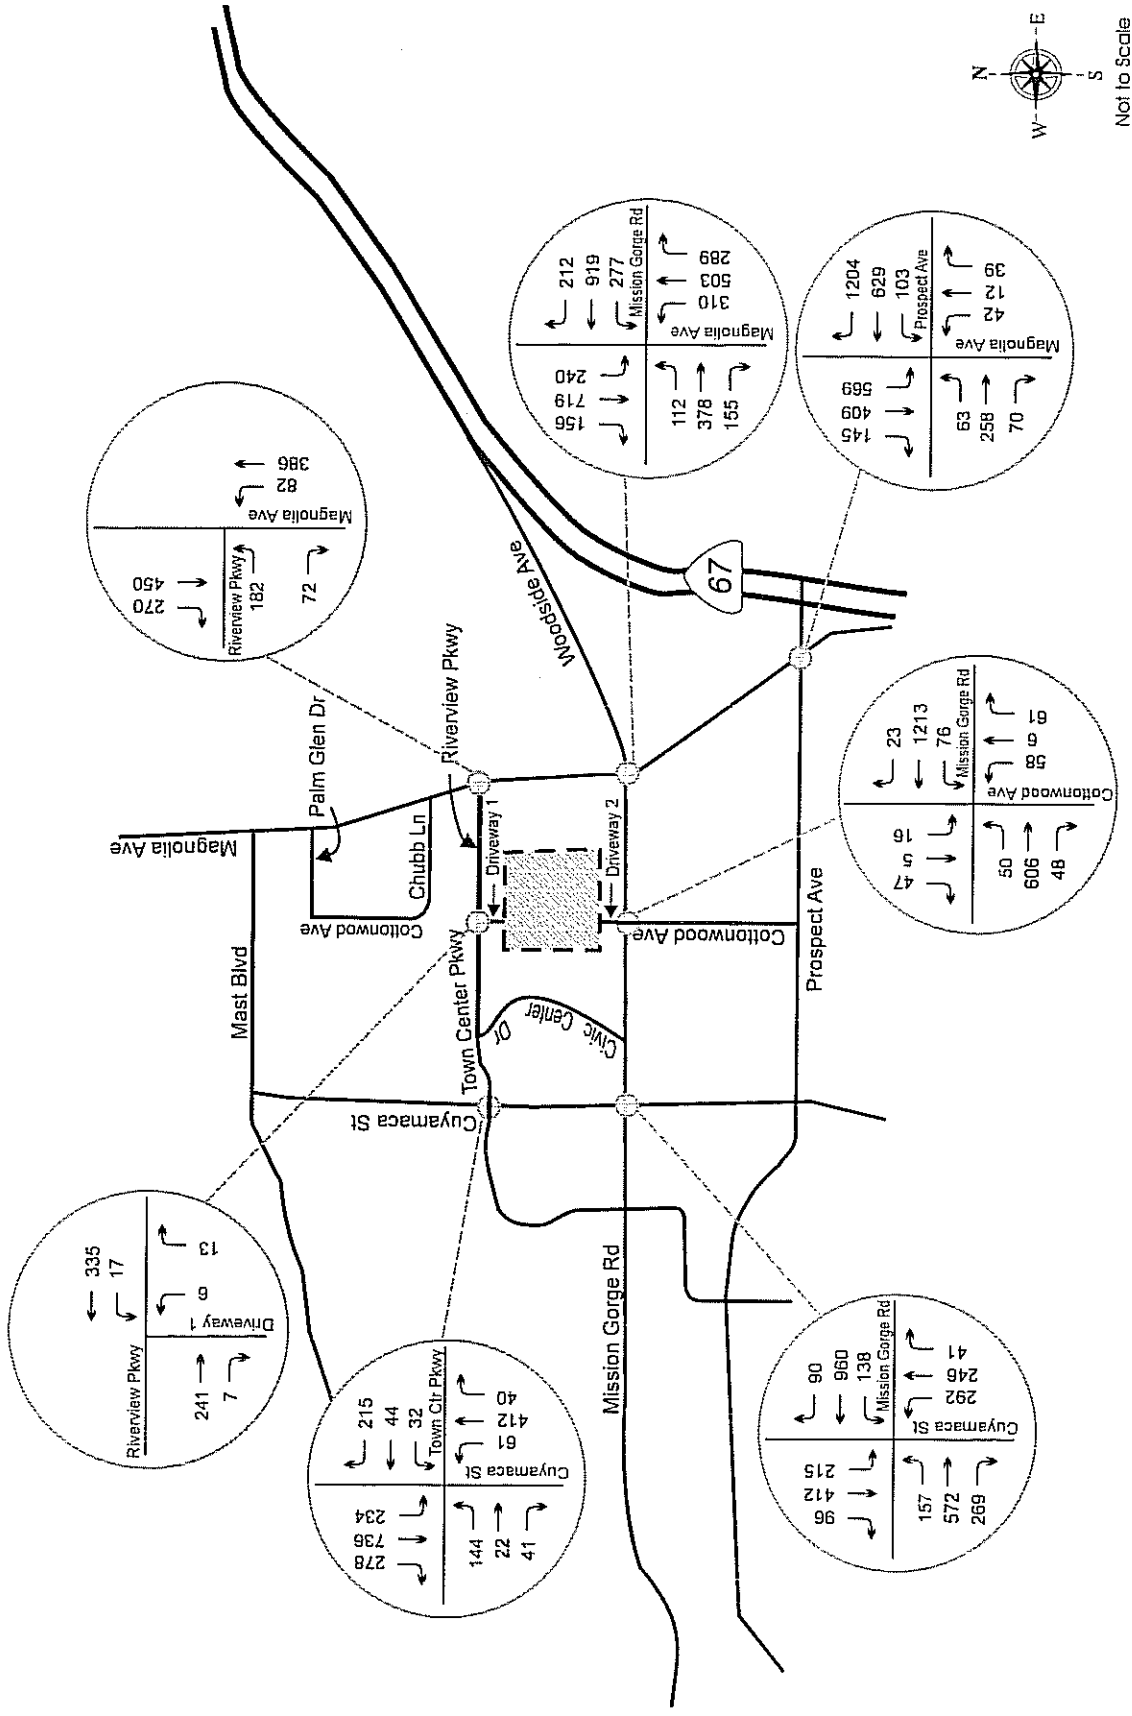 Riverview Pkwy
335
17
241
7
6
13
Driveway 1
270
450
Riverview Pkwy
182
72
82
386
Magnolia Ave
278
736
234
215
44
32
Town Ctr Pkwy
144
22
41
61
412
40
Cuyamaca St
156
719
240
212
919
277
Mission Gorge Rd
112
378
155
310
503
289
Magnolia Ave
96
412
215
90
960
138
Mission Gorge Rd
157
572
269
292
246
41
Cuyamaca St
47
5
16
23
1213
76
Mission Gorge Rd
50
606
48
58
6
61
Cottonwood Ave
145
409
569
1204
629
103
Prospect Ave
63
258
70
42
12
39
Magnolia Ave
Magnolia Ave
Mast Blvd
Palm Glen Dr
Cottonwod Ave
Chubb Ln
Riverview Pkwy
Town Center Pkwy
Driveway 1
Cuyamaca St
Civic Center Dr
Driveway 2
Woodside Ave
67
Mission Gorge Rd
Cottonwood Ave
Prospect Ave
N
W
E
S
Not to Scale